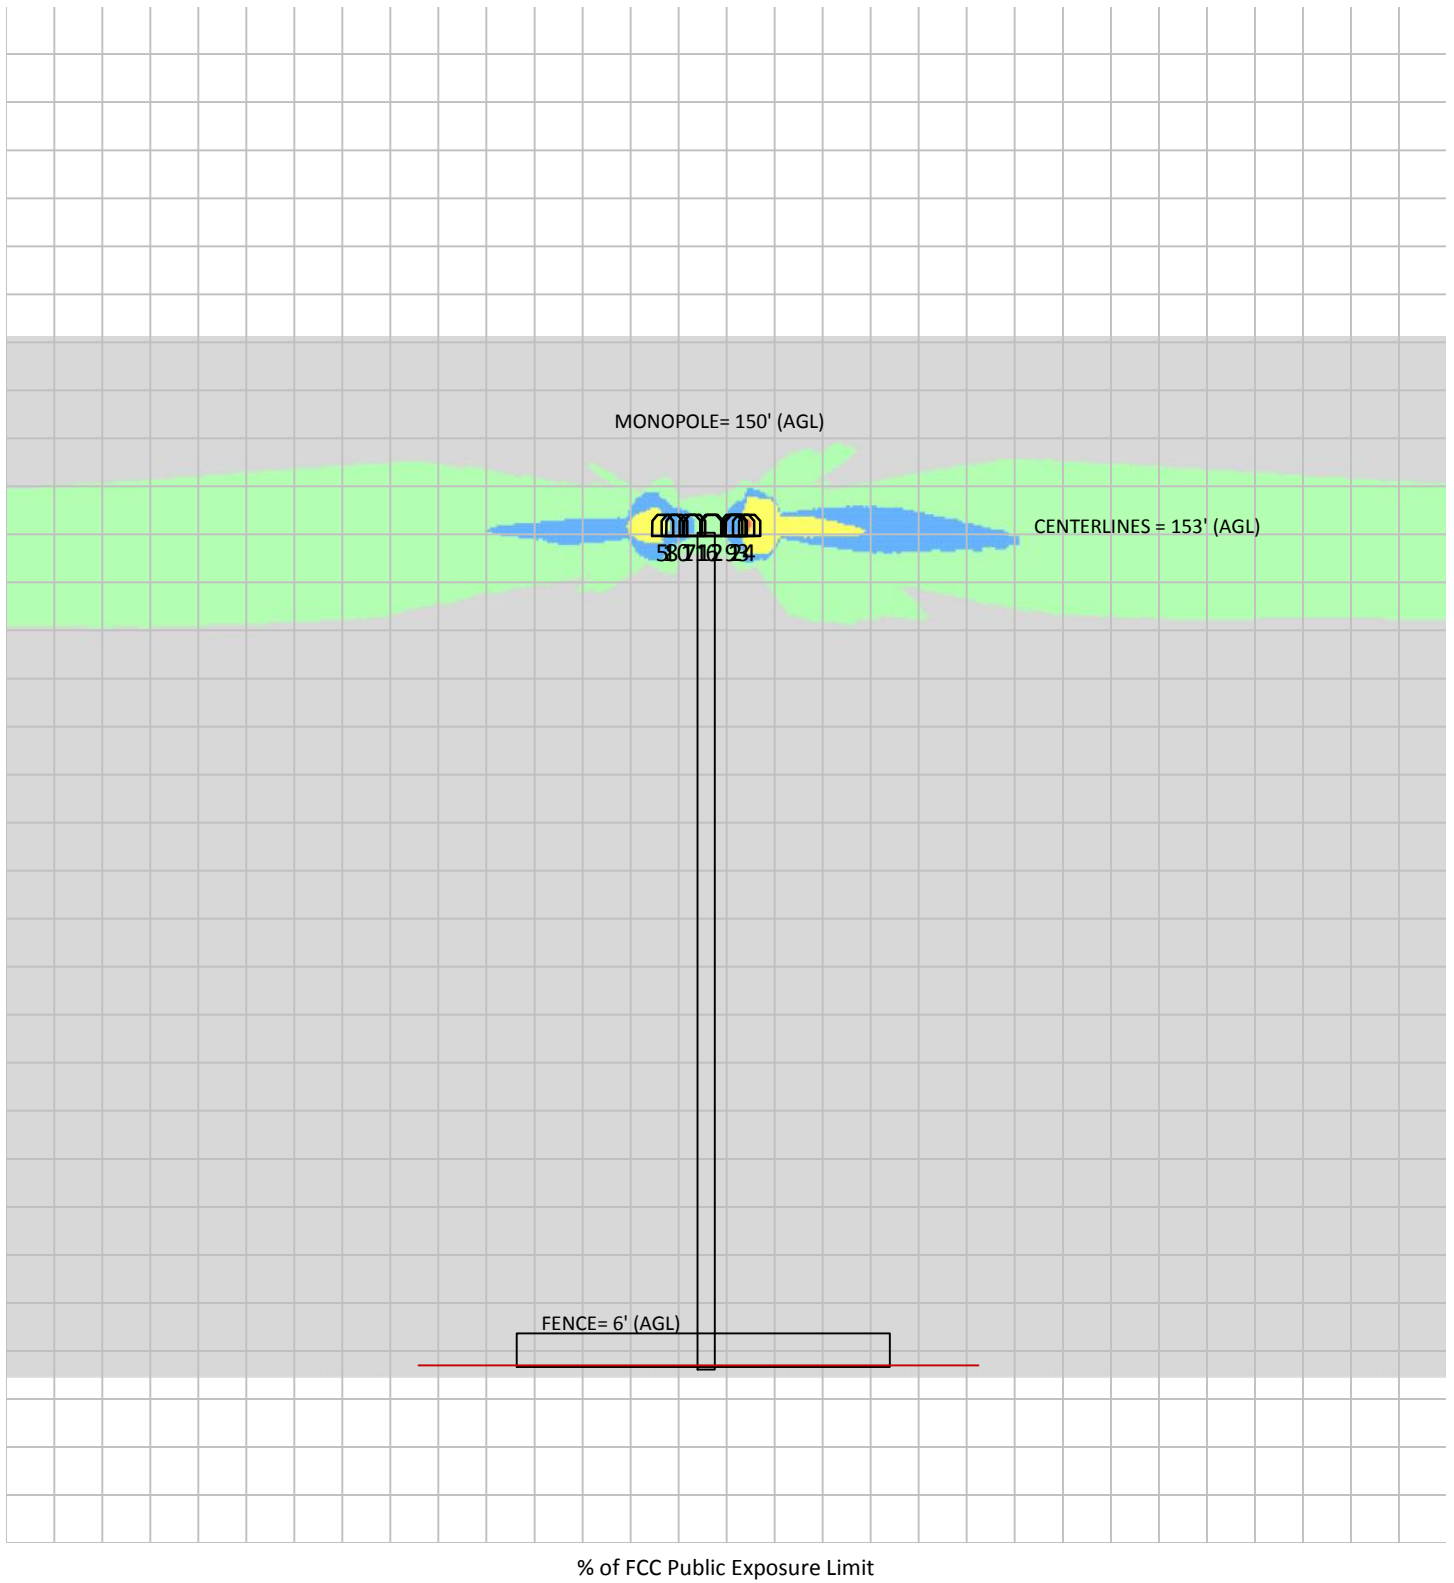 MONOPOLE= 150' (AGL)
CENTERLINES = 153' (AGL)
FENCE= 6' (AGL)
% of FCC Public Exposure Limit